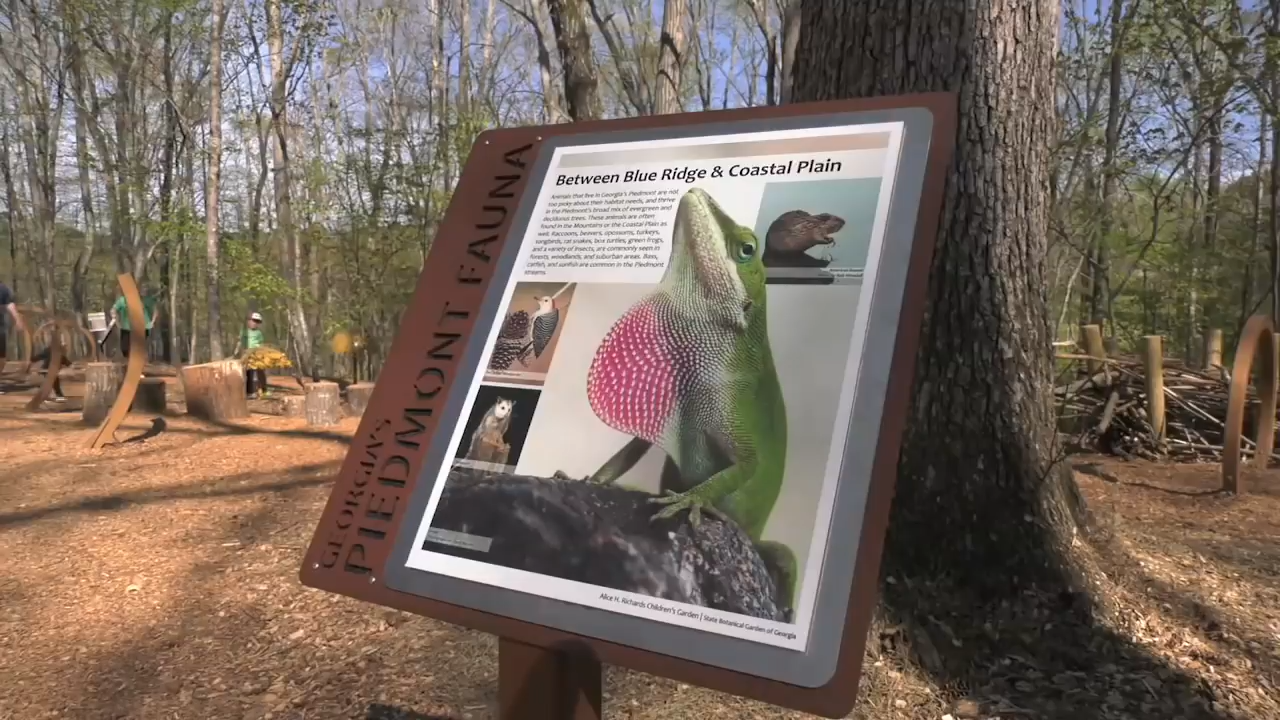 GEORGIA'S
PIEDMONT FAUNA
Between Blue Ridge & Coastal Plain
Animals that live in Georgia's Piedmont are not
too picky about their habitat needs, and thrive
in the Piedmont's broad mix of evergreen and
deciduous trees. These animals are often
found in the Mountains or the Coastal Plain as
well. Raccoons, beavers, opossums, turkeys,
songbirds, rat snakes, box turtles, green frogs,
and a variety of insects, are commonly seen in
forests, woodlands, and suburban areas. Bass,
catfish, and sunfish are common in the Piedmont
streams.
Alice H. Richards Children's Garden | State Botanical Garden of Georgia